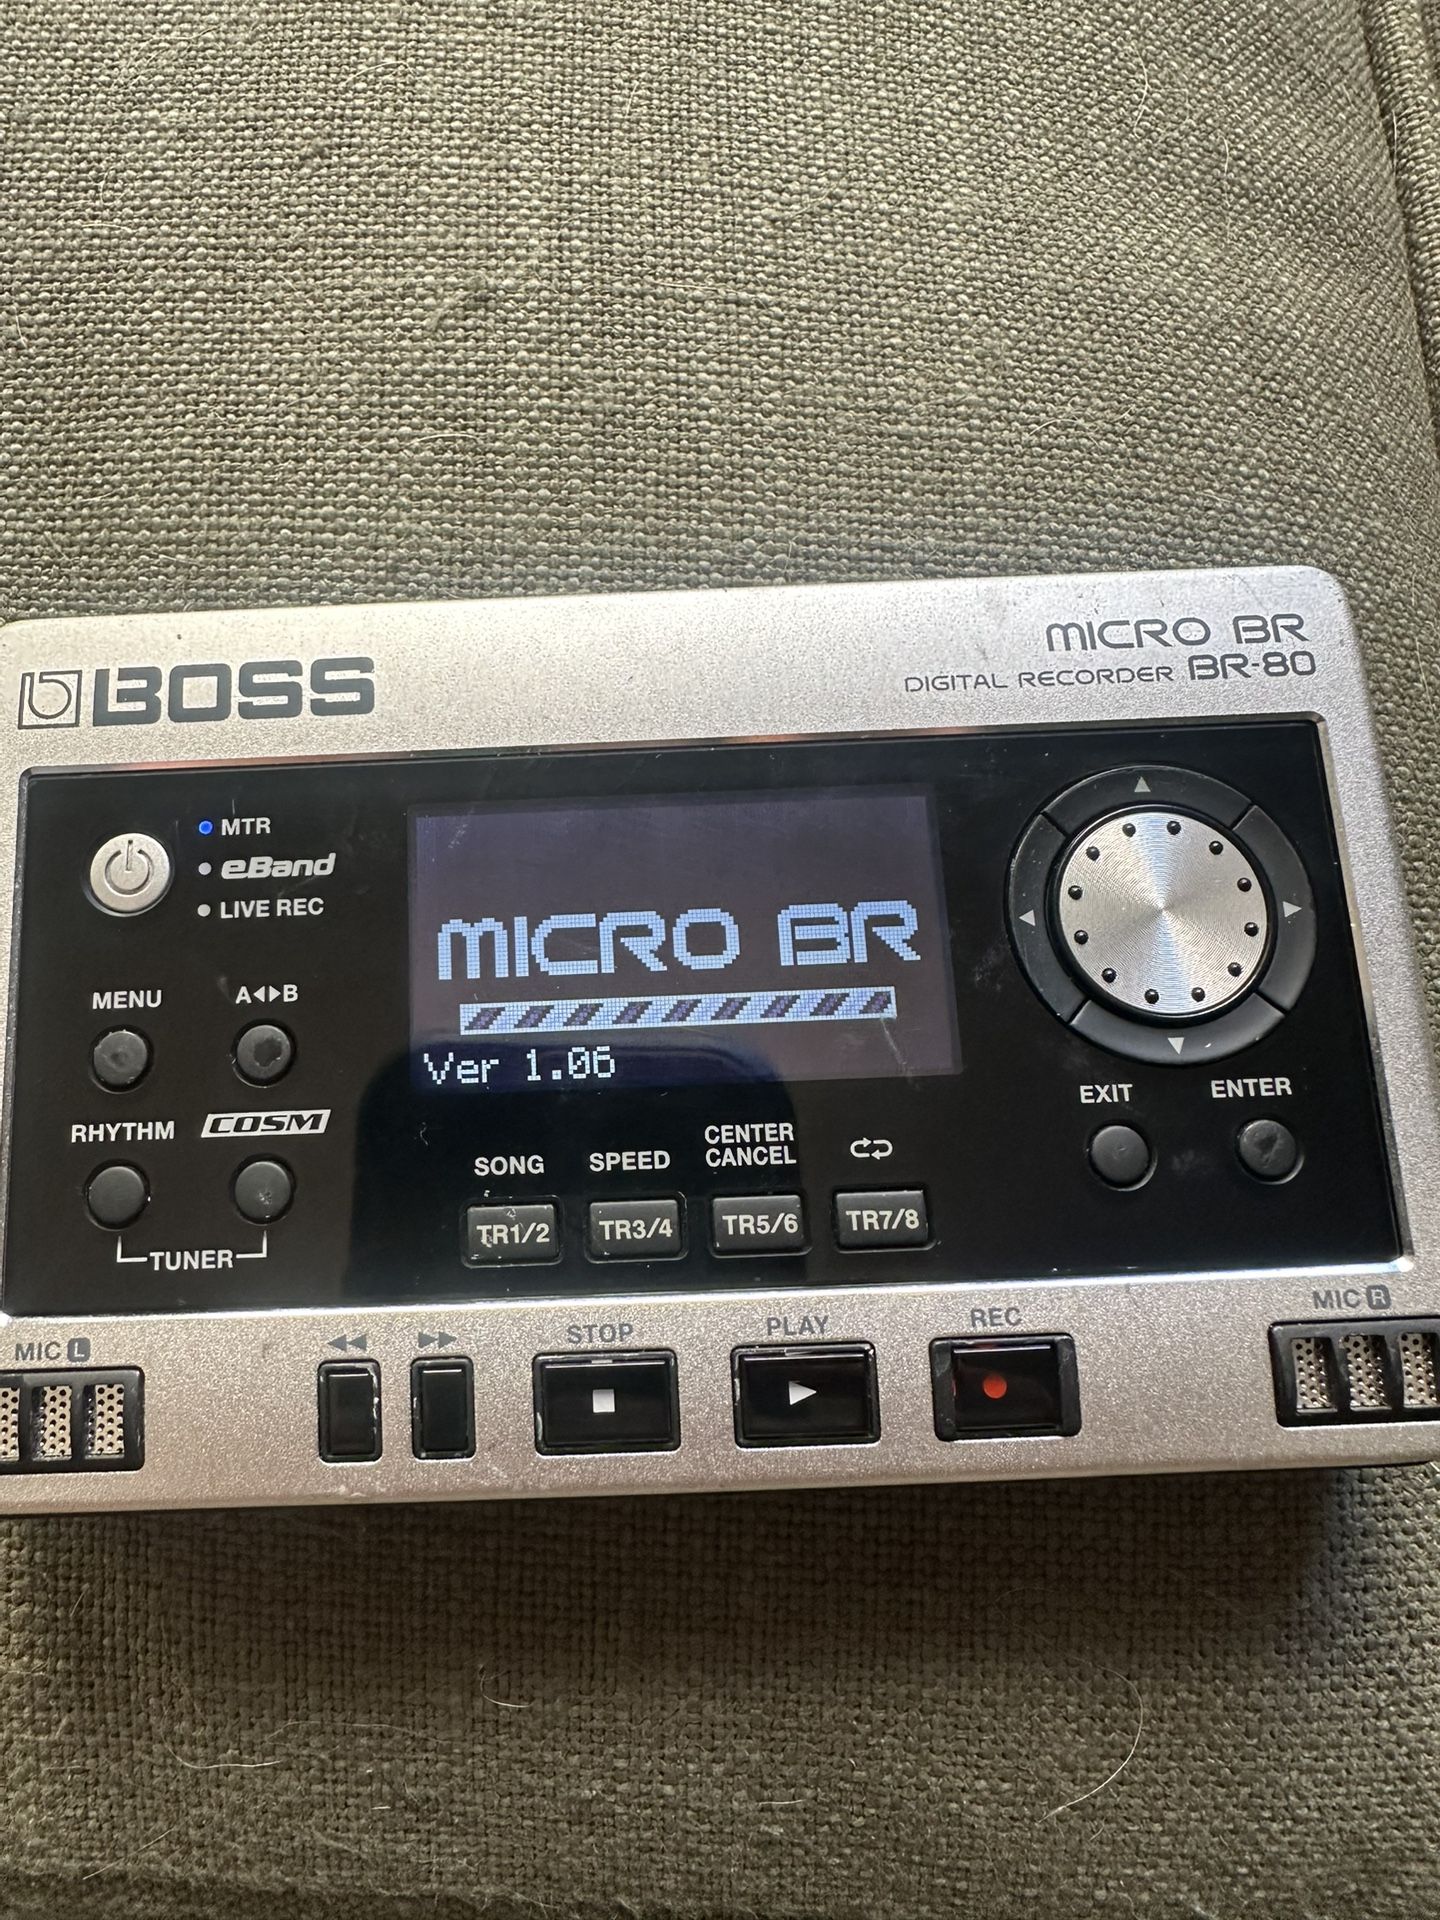 MICRO BR
BOSS
DIGITAL RECORDER BR-80
MTR
eBand
LIVE REC
MICRO BR
Ver 1.06
MENU
A◀▶B
RHYTHM
COSM
TUNER
SONG
SPEED
CENTER
CANCEL
TR1/2
TR3/4
TR5/6
TR7/8
EXIT
ENTER
MIC L
STOP
PLAY
REC
MIC R